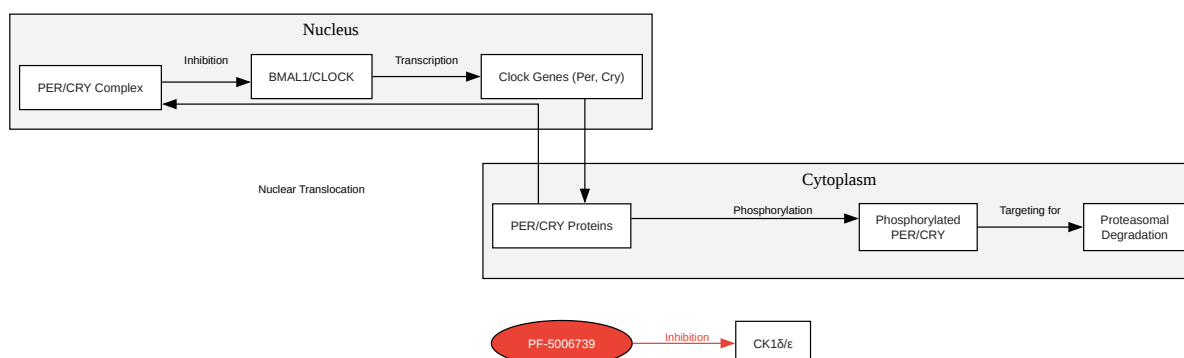 Nucleus
Inhibition
Transcription
PER/CRY Complex
BMAL1/CLOCK
Clock Genes (Per, Cry)
Nuclear Translocation
Cytoplasm
PER/CRY Proteins
Phosphorylation
Phosphorylated
PER/CRY
Targeting for
Proteasomal
Degradation
PF-5006739
Inhibition
CK1δ/ε